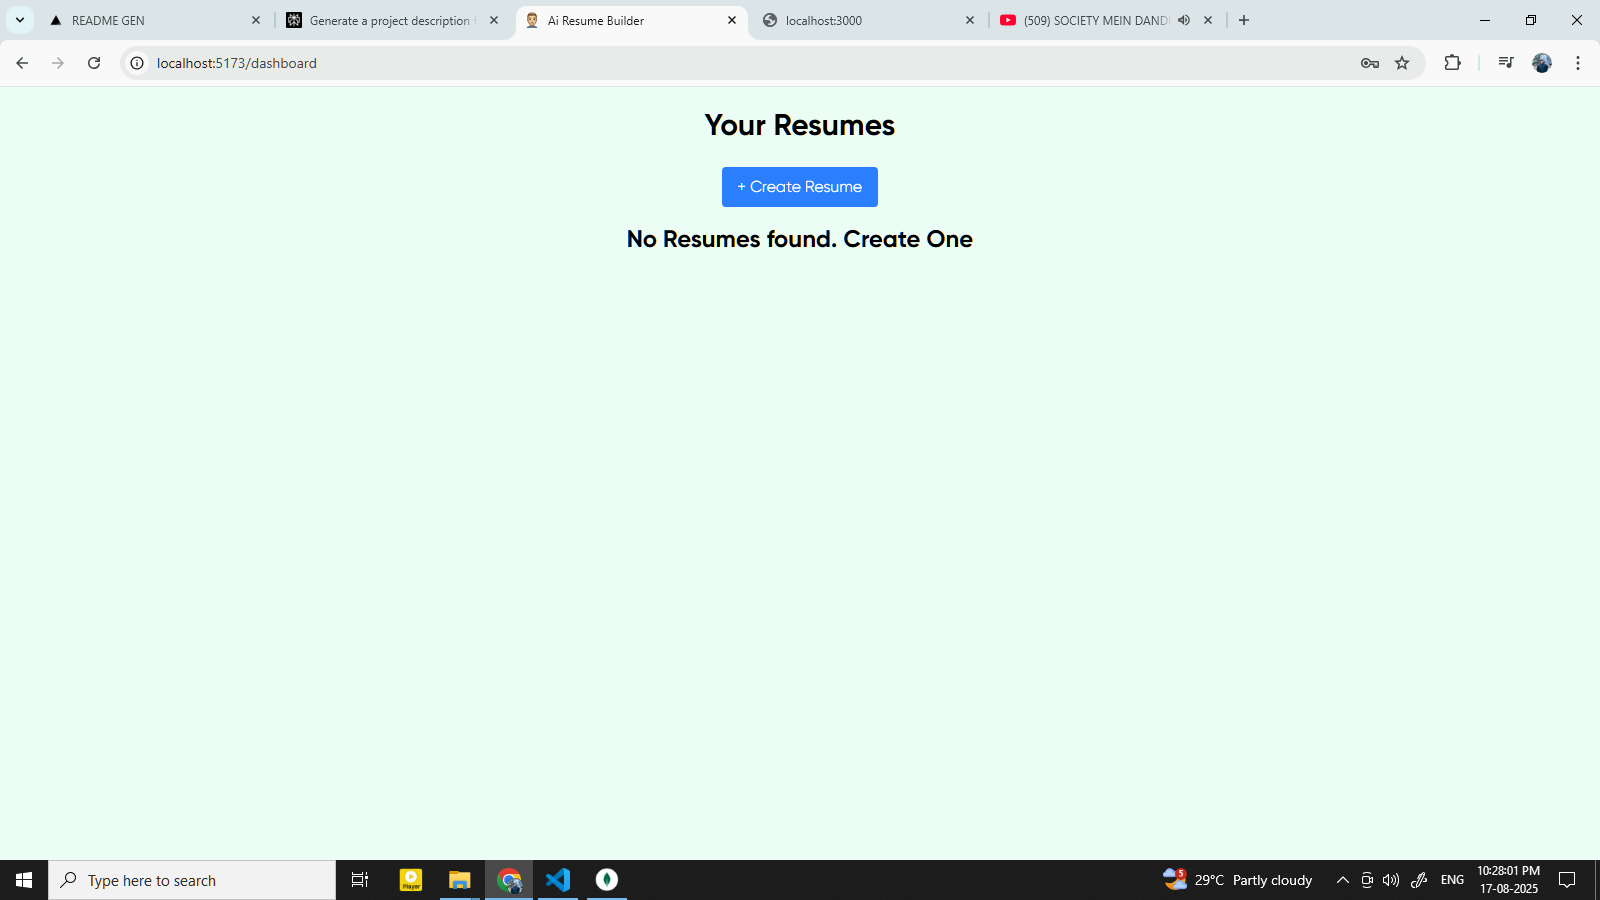 README GEN
Generate a project description f
Ai Resume Builder
localhost:3000
(509) SOCIETY MEIN DAND
localhost:5173/dashboard
Your Resumes
+ Create Resume
No Resumes found. Create One
Type here to search
Player
5
29°C Partly cloudy
ENG
10:28:01 PM
17-08-2025